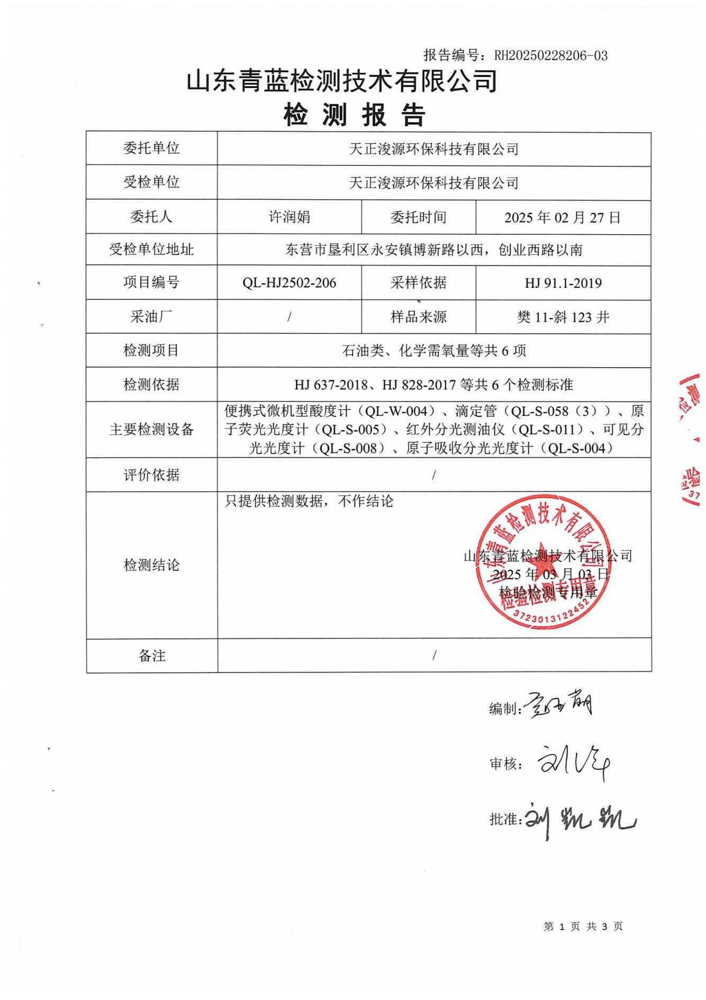 报告编号：RH20250228206-03
山东青蓝检测技术有限公司
检 测 报 告
委托单位 天正浚源环保科技有限公司
受检单位 天正浚源环保科技有限公司
委托人 许润娟 委托时间 2025 年 02 月 27 日
受检单位地址 东营市垦利区永安镇博新路以西，创业西路以南
项目编号 QL-HJ2502-206 采样依据 HJ 91.1-2019
采油厂 / 样品来源 樊 11-斜 123 井
检测项目 石油类、化学需氧量等共 6 项
检测依据 HJ 637-2018、HJ 828-2017 等共 6 个检测标准
主要检测设备 便携式微机型酸度计（QL-W-004）、滴定管（QL-S-058（3））、原
子荧光光度计（QL-S-005）、红外分光测油仪（QL-S-011）、可见分
光光度计（QL-S-008）、原子吸收分光光度计（QL-S-004）
评价依据 /
检测结论 只提供检测数据，不作结论
山东青蓝检测技术有限公司
2025 年 03 月 03 日
检验检测专用章
山东青蓝检测技术有限公司
检验检测专用章
3723013122452
备注 /
编制：
审核：刘洋
批准：刘凯凯
第 1 页 共 3 页